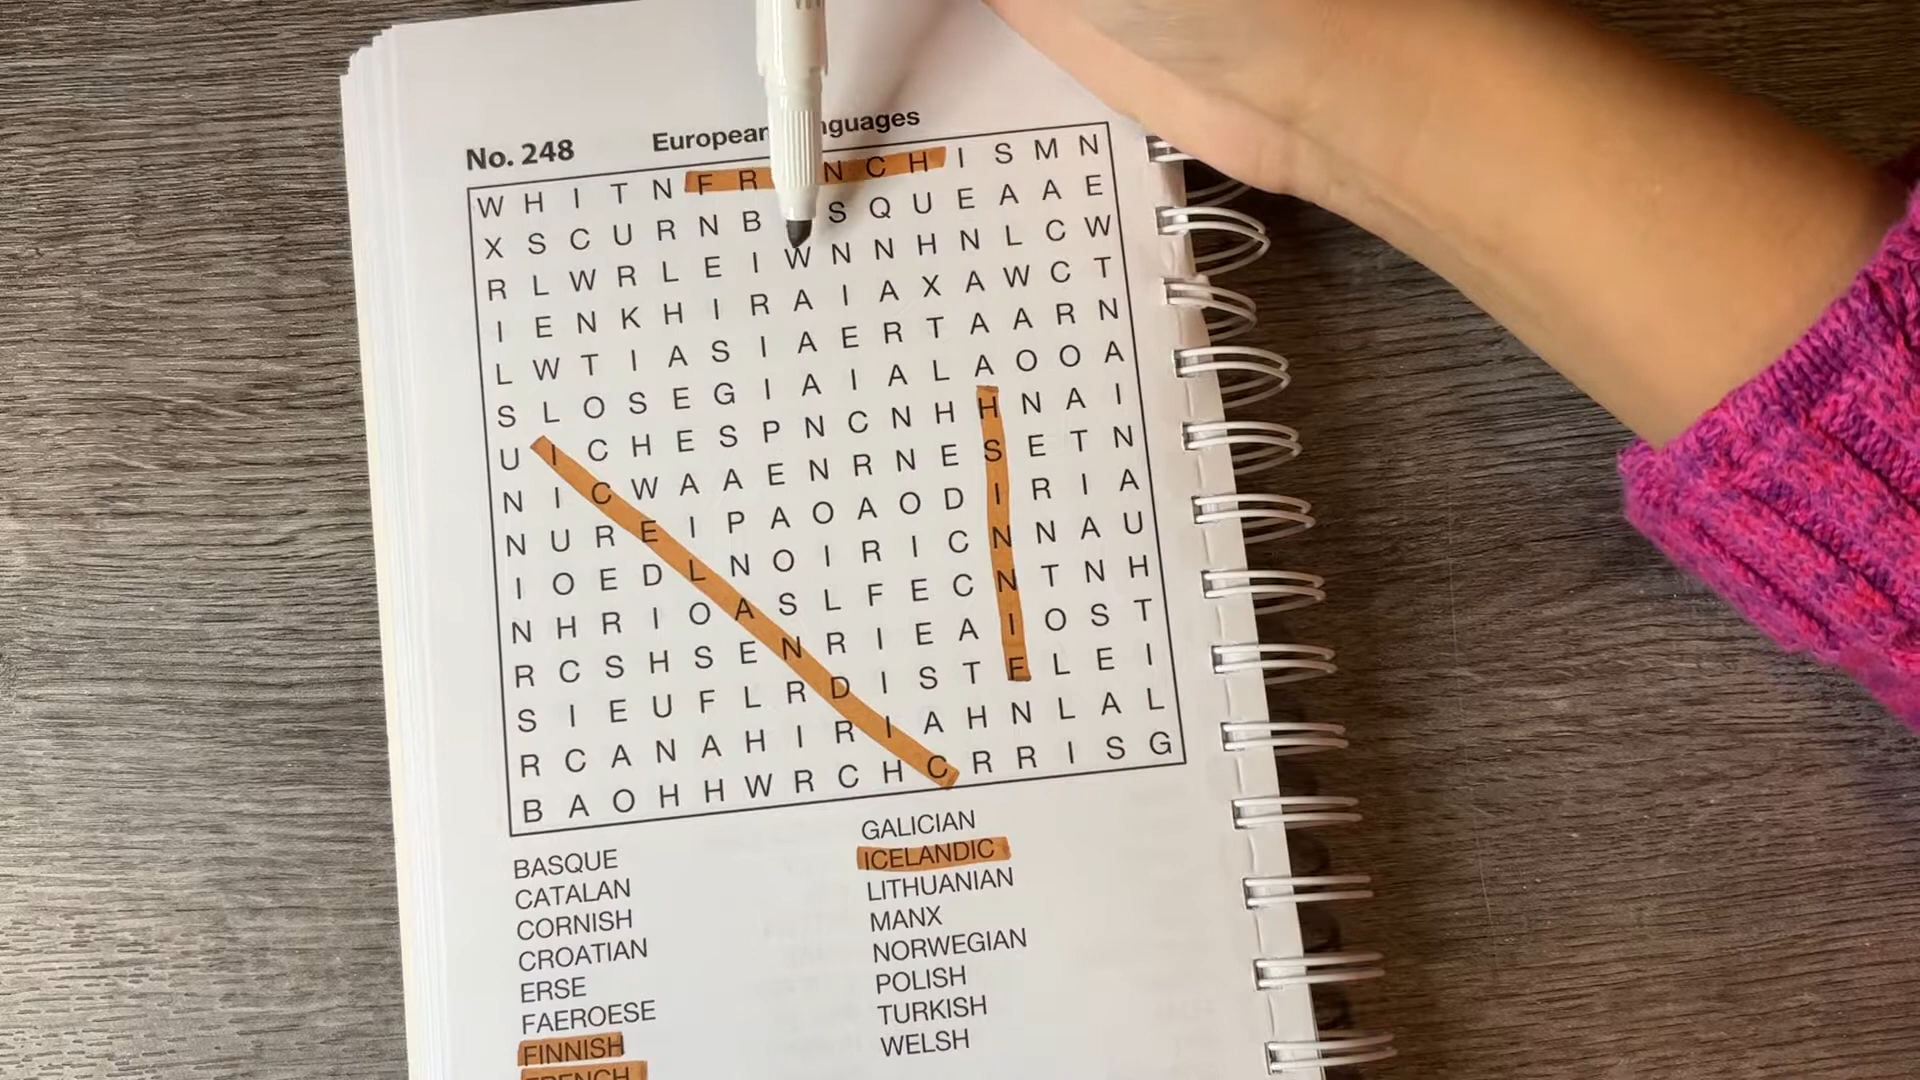 No. 248 European nguages
W H I T N F R N C H I S M N
X S C U R N B S Q U E A A E
R L W R L E I W N N H N L C W
I E N K H I R A I A X A W C T
L W T I A S I A E R T A A R N
S L O S E G I A I A L A O O A
U I C H E S P N C N H H N A I
N I C W A A E N R N E S E T N
N U R E I P A O A O D I R I A
I O E D L N O I R I C N N A U
N H R I O A S L F E C N T N H
R C S H S E N R I E A I O S T
S I E U F L R D I S T F L E I
R C A N A H I R I A H N L A L
B A O H H W R C H C R R I S G
BASQUE
CATALAN
CORNISH
CROATIAN
ERSE
FAEROESE
FINNISH
FRENCH
GALICIAN
ICELANDIC
LITHUANIAN
MANX
NORWEGIAN
POLISH
TURKISH
WELSH